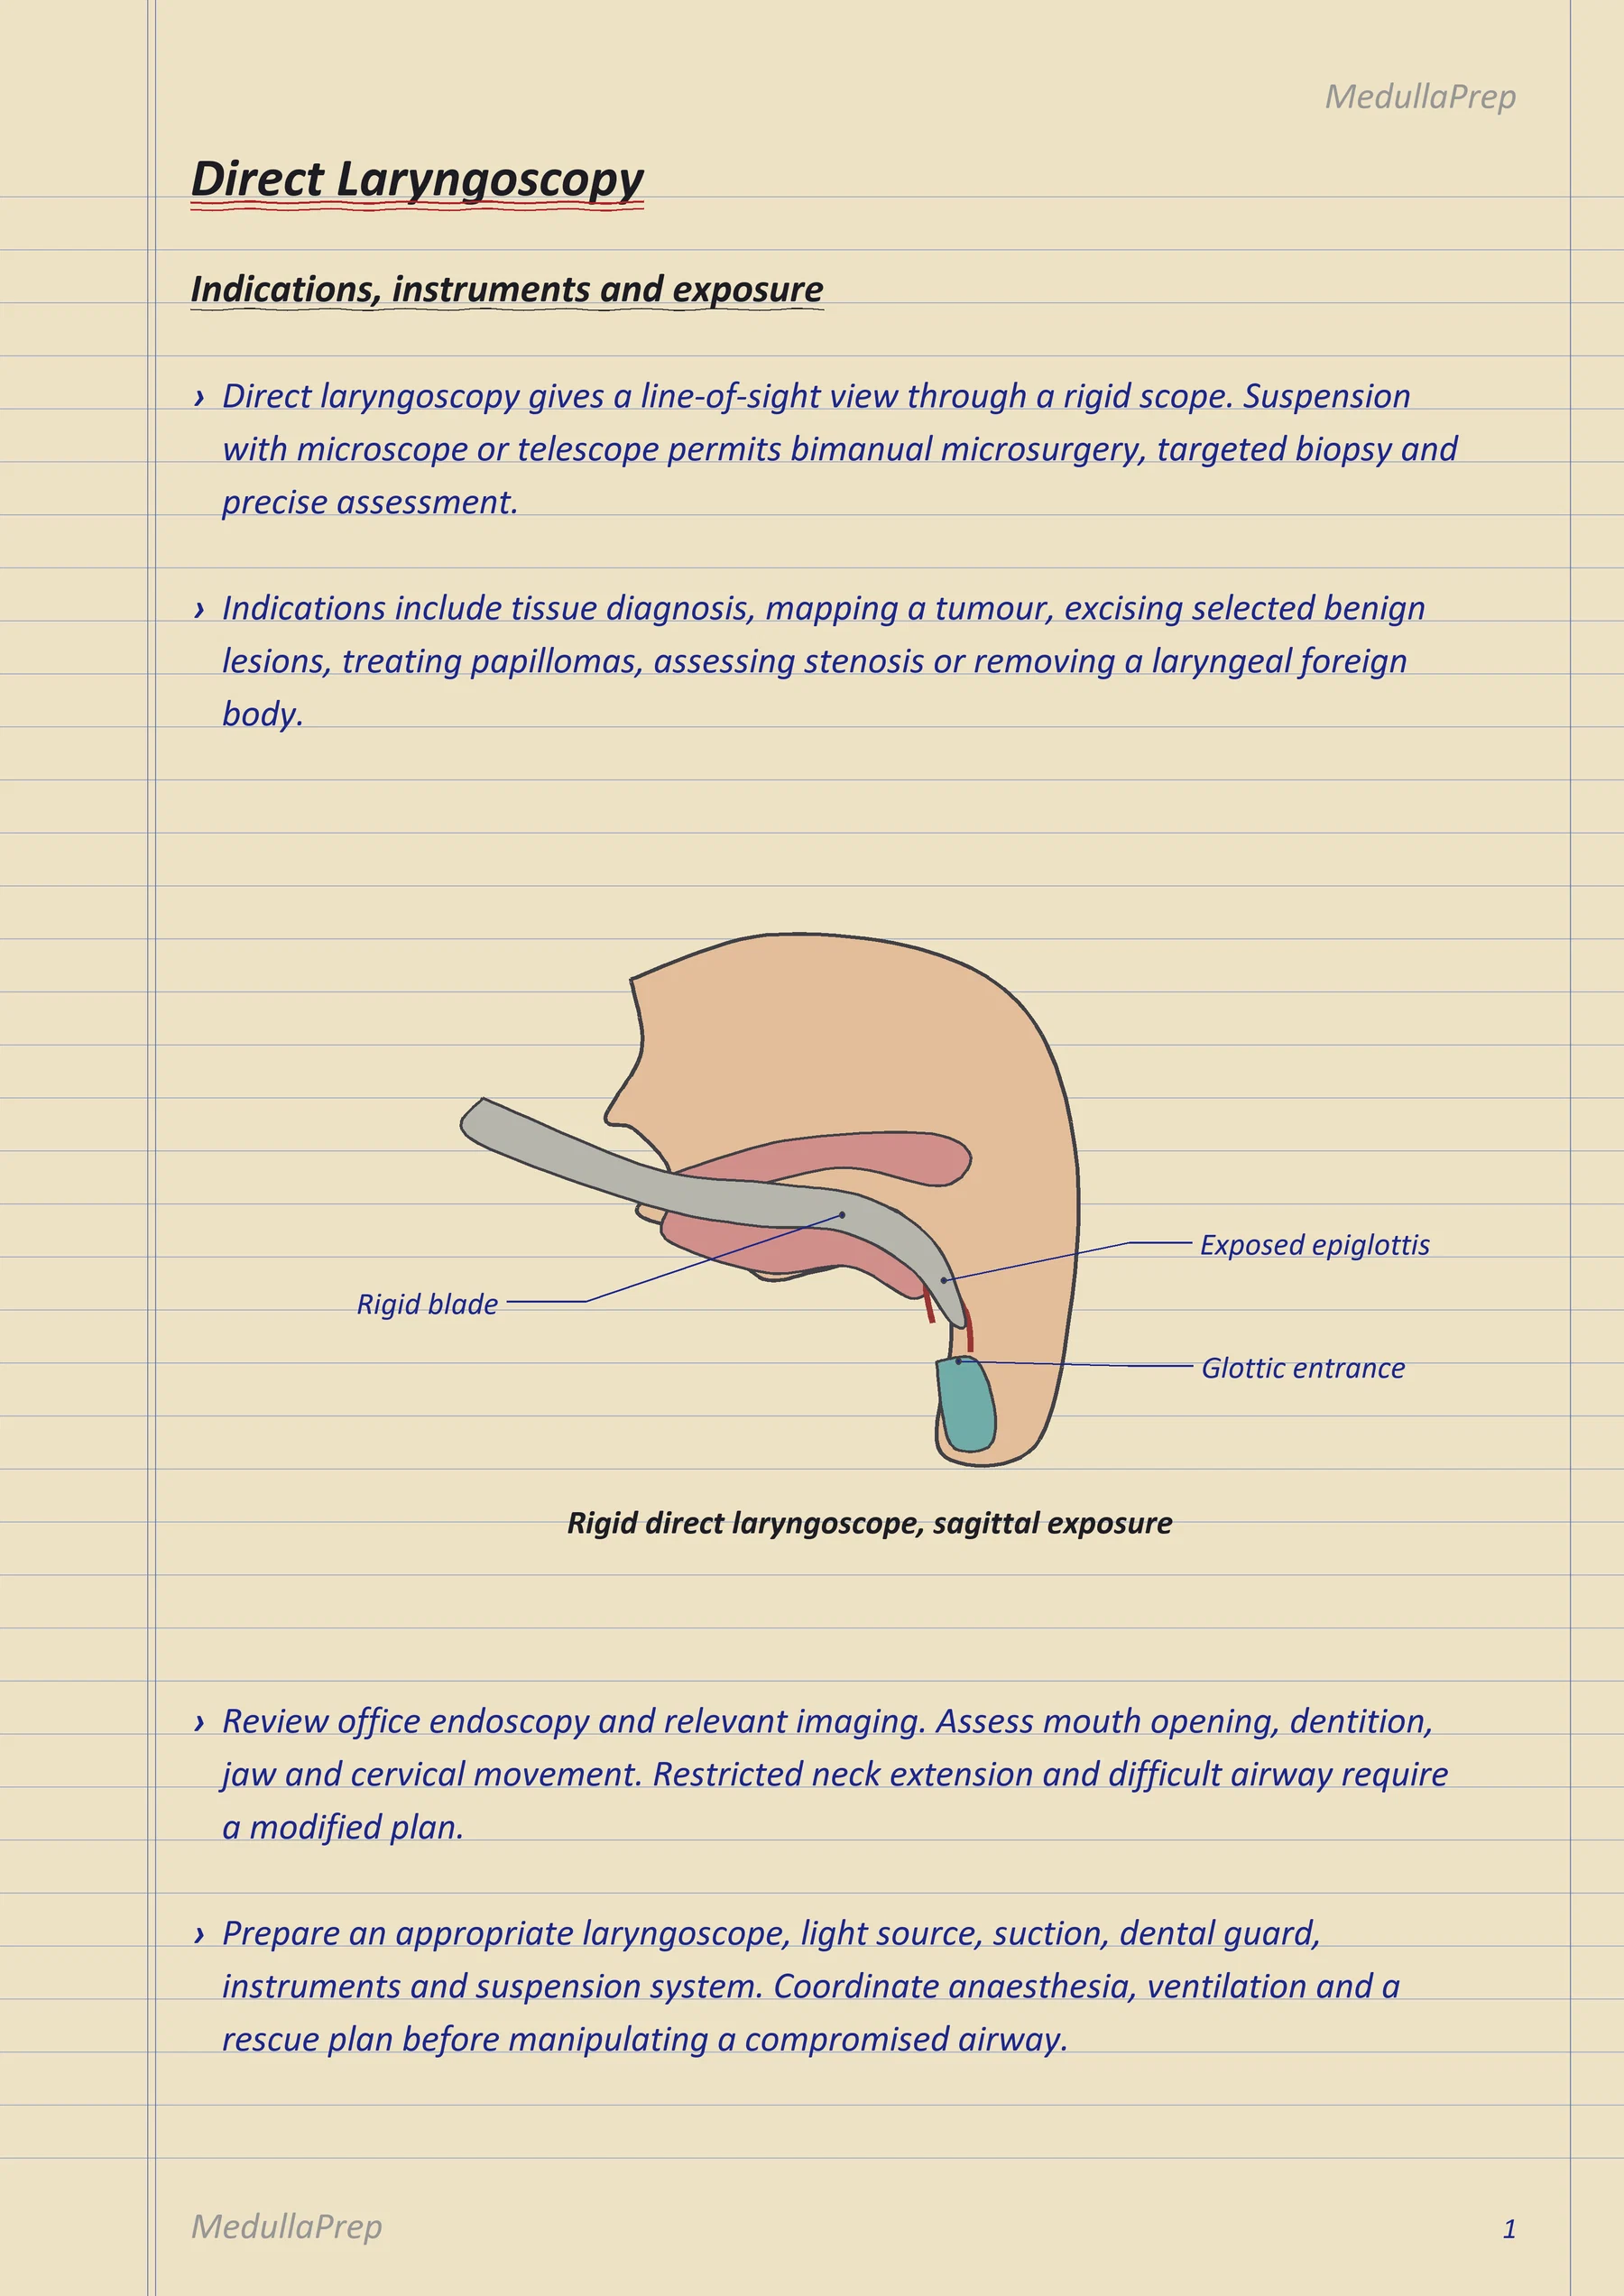 MedullaPrep
Direct Laryngoscopy
Indications, instruments and exposure
› Direct laryngoscopy gives a line-of-sight view through a rigid scope. Suspension
with microscope or telescope permits bimanual microsurgery, targeted biopsy and
precise assessment.
› Indications include tissue diagnosis, mapping a tumour, excising selected benign
lesions, treating papillomas, assessing stenosis or removing a laryngeal foreign
body.
Exposed epiglottis
Rigid blade
Glottic entrance
Rigid direct laryngoscope, sagittal exposure
› Review office endoscopy and relevant imaging. Assess mouth opening, dentition,
jaw and cervical movement. Restricted neck extension and difficult airway require
a modified plan.
› Prepare an appropriate laryngoscope, light source, suction, dental guard,
instruments and suspension system. Coordinate anaesthesia, ventilation and a
rescue plan before manipulating a compromised airway.
MedullaPrep
1